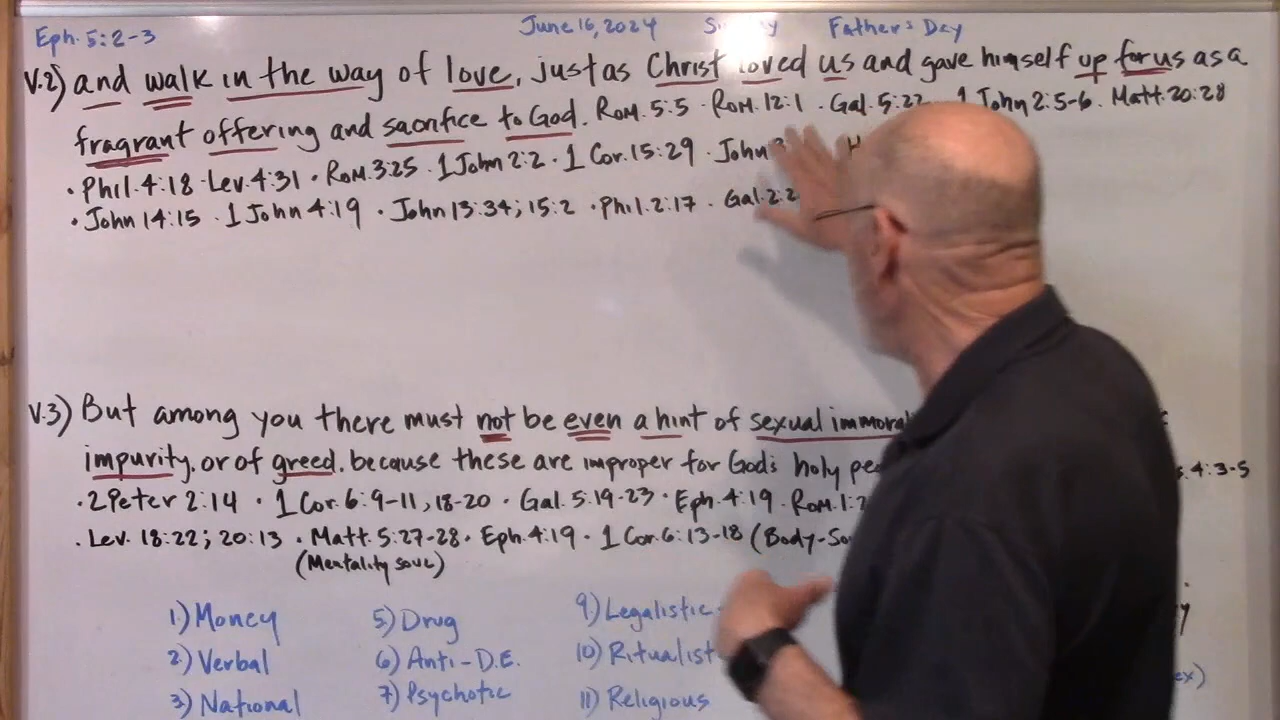 Eph. 5:2-3 June 16, 2024 Father's Day
V.2) and walk in the way of love, just as Christ loved us and gave himself up for us as a
fragrant offering and sacrifice to God. Rom. 5:5 · Rom. 12:1 · Gal. 5:22 1 John 2:5-6. Matt. 20:28
• Phil. 4:18 · Lev. 4:31 • Rom. 3:25 · 1 John 2:2 · 1 Cor. 15:29 · John
• John 14:15 · 1 John 4:19 • John 13:34; 15:2 • Phil. 2:17 · Gal. 2:2
V.3) But among you there must not be even a hint of sexual immoral
impurity, or of greed, because these are improper for God's holy 4:3-5
· 2 Peter 2:14 · 1 Cor. 6:9-11, 18-20 · Gal. 5:19-23 · Eph. 4:19 · Rom. 1:2
. Lev. 18:22; 20:13 · Matt. 5:27-28 · Eph. 4:19 · 1 Cor. 6:13-18 (Body-
(Mentality soul)
1) Money 5) Drug 9) Legalistic
2) Verbal 6) Anti-D.E. 10) Ritualist
3) National 7) Psychotic 11) Religious